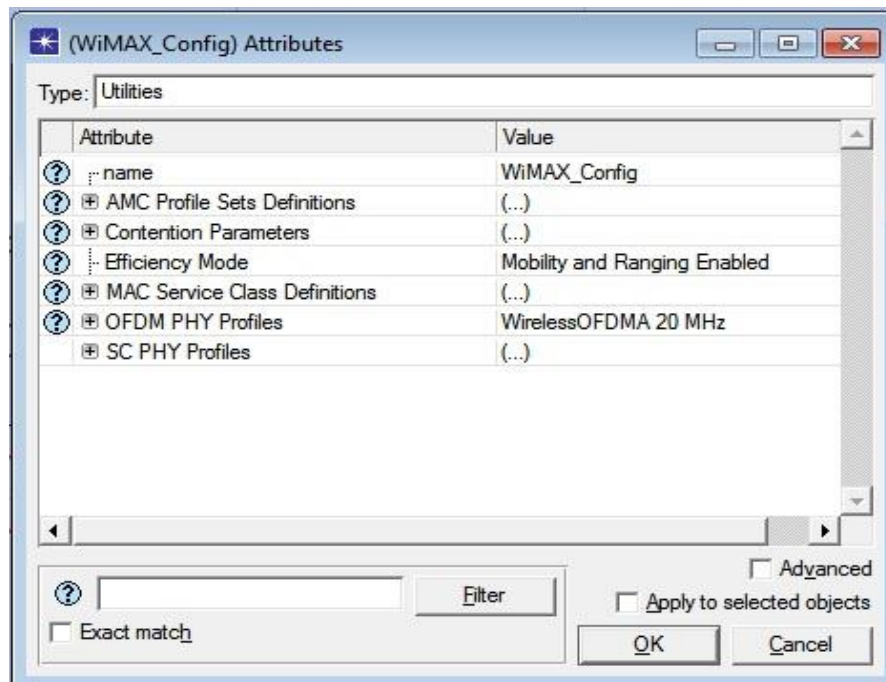 (WiMAX_Config) Attributes
Type: Utilities
Attribute Value
name WiMAX_Config
AMC Profile Sets Definitions (...)
Contention Parameters (...)
Efficiency Mode Mobility and Ranging Enabled
MAC Service Class Definitions (...)
OFDM PHY Profiles WirelessOFDMA 20 MHz
SC PHY Profiles (...)
Advanced
Filter
Apply to selected objects
Exact match
OK Cancel